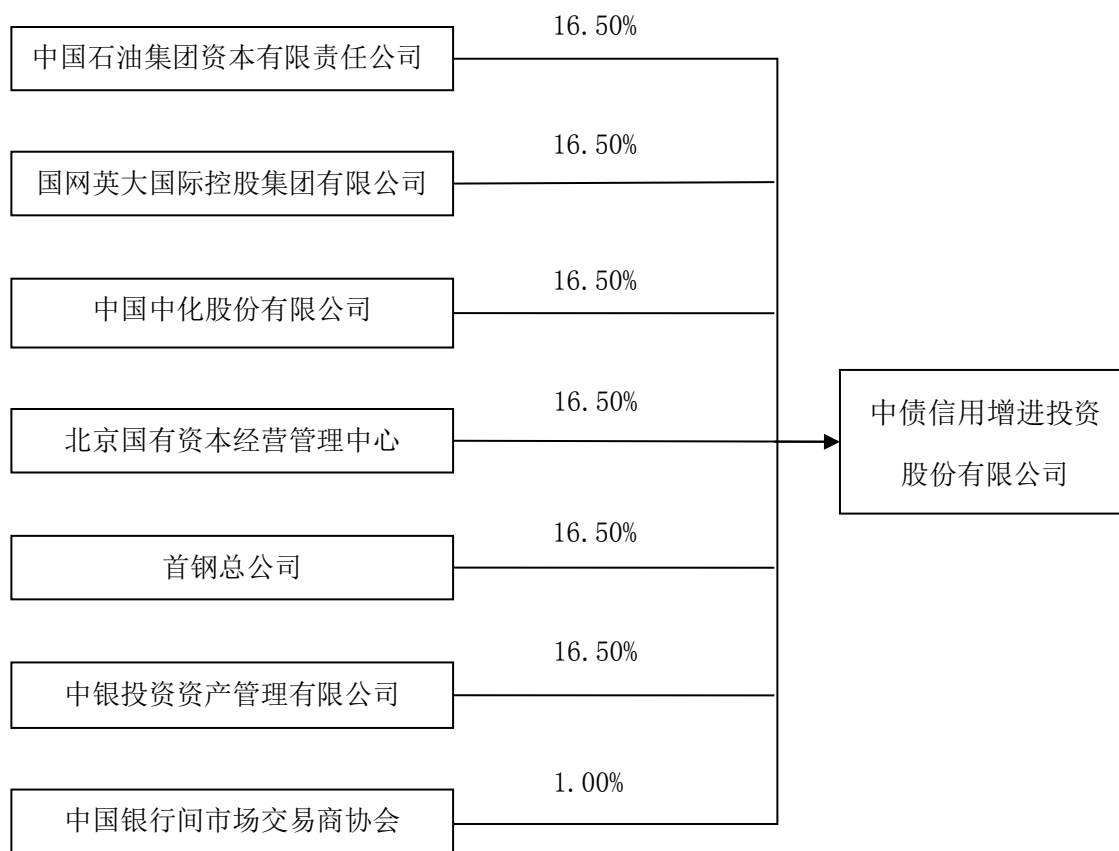 16.50%
中国石油集团资本有限责任公司
16.50%
国网英大国际控股集团有限公司
16.50%
中国中化股份有限公司
16.50%
北京国有资本经营管理中心
中债信用增进投资
股份有限公司
16.50%
首钢总公司
16.50%
中银投资资产管理有限公司
1.00%
中国银行间市场交易商协会